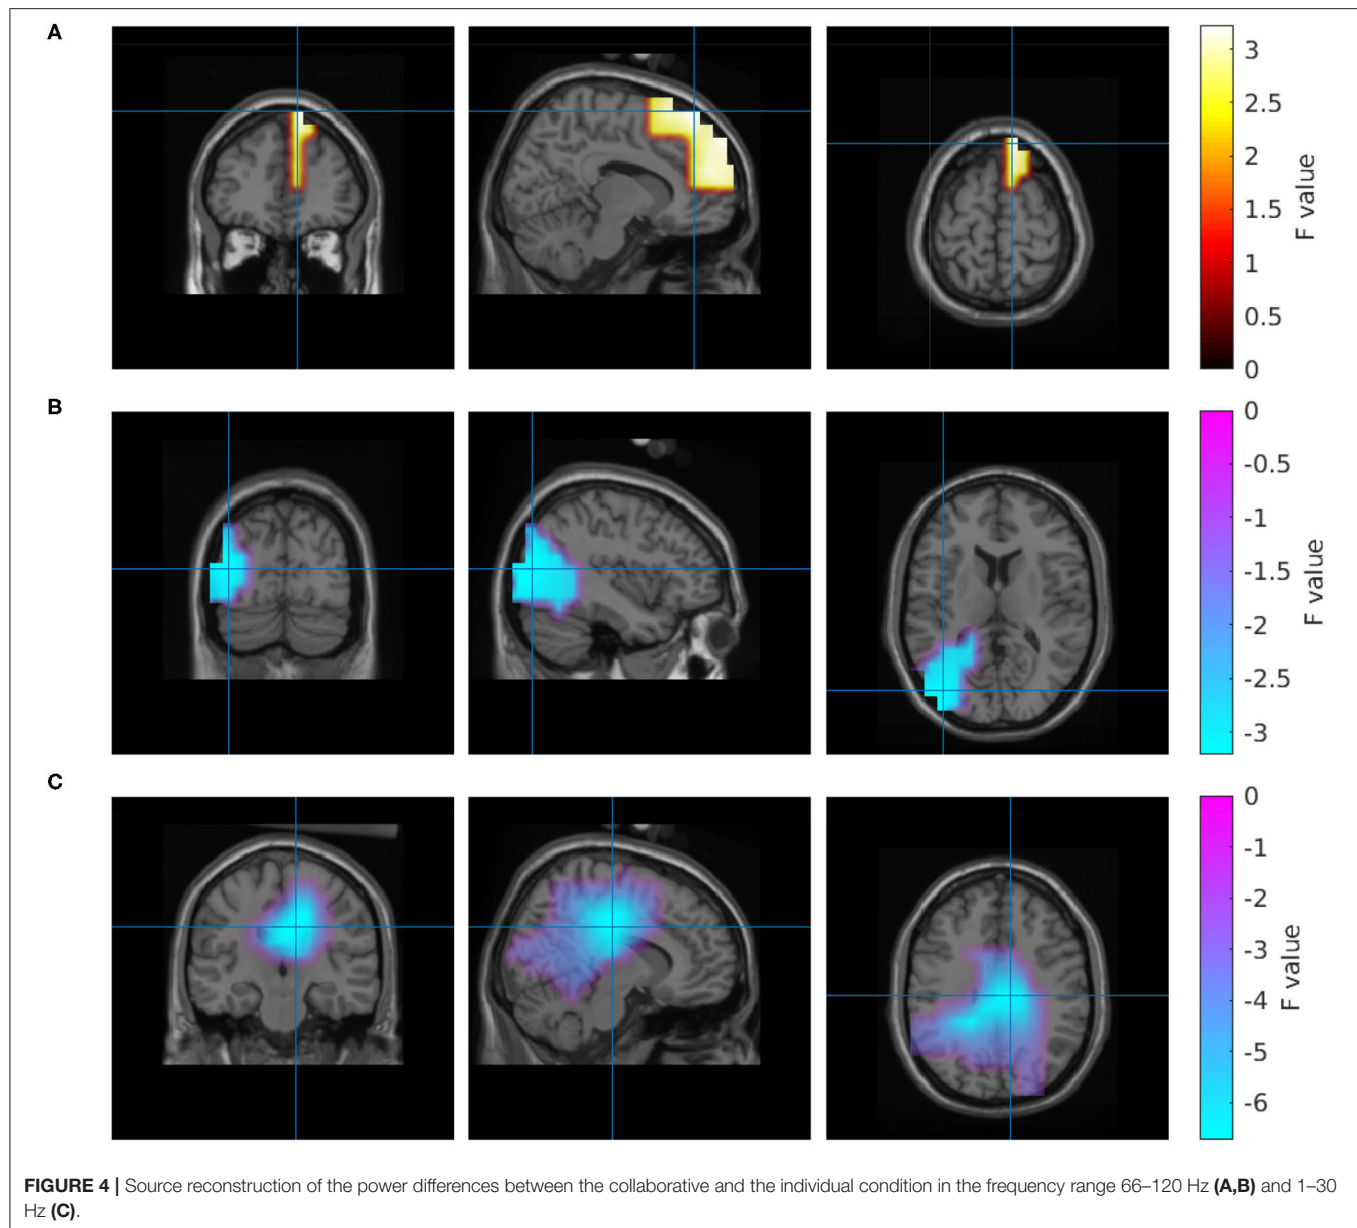 A
3
2.5
2
1.5
1
0.5
0
F value
B
0
-0.5
-1
-1.5
-2
-2.5
-3
F value
C
0
-1
-2
-3
-4
-5
-6
F value
FIGURE 4 | Source reconstruction of the power differences between the collaborative and the individual condition in the frequency range 66–120 Hz (A,B) and 1–30
Hz (C).